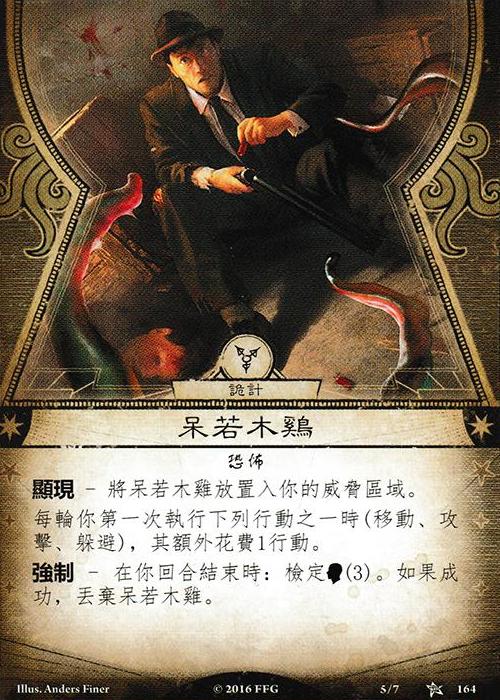 詭計
呆若木鷄
恐怖
顯現 – 將呆若木雞放置入你的威脅區域。
每輪你第一次執行下列行動之一時(移動、攻
擊、躲避)，其額外花費1行動。
強制 – 在你回合結束時：檢定(3)。如果成
功，丟棄呆若木雞。
Illus. Anders Finer
© 2016 FFG
5/7
164